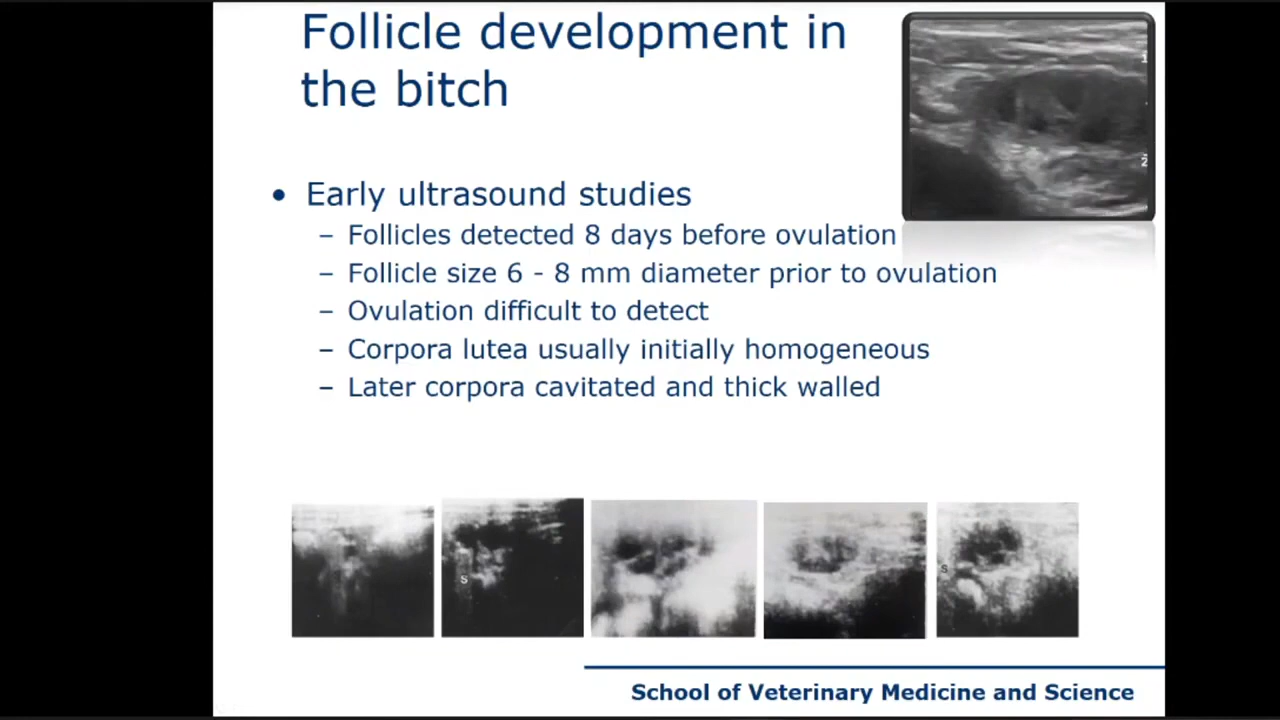 Follicle development in
the bitch
1
2
• Early ultrasound studies
– Follicles detected 8 days before ovulation
– Follicle size 6 - 8 mm diameter prior to ovulation
– Ovulation difficult to detect
– Corpora lutea usually initially homogeneous
– Later corpora cavitated and thick walled
S
S
School of Veterinary Medicine and Science